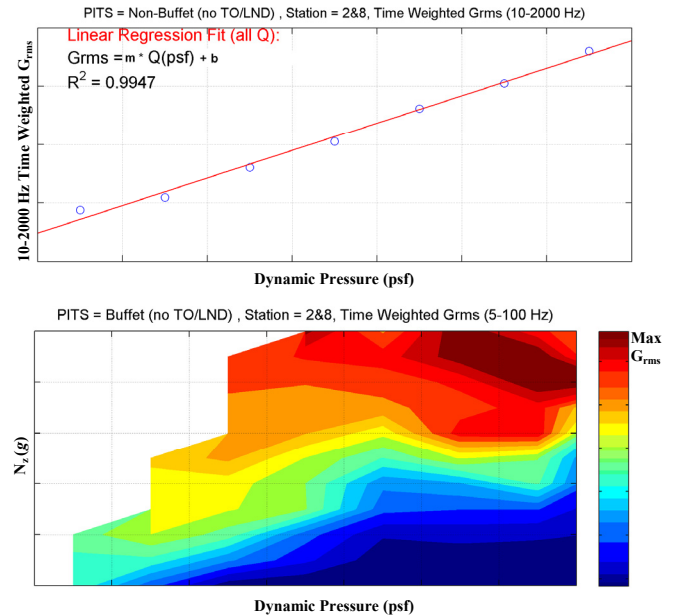 PITS = Non-Buffet (no TO/LND) , Station = 2&8, Time Weighted Grms (10-2000 Hz)
Linear Regression Fit (all Q):
Grms = m * Q(psf) + b
R² = 0.9947
10-2000 Hz Time Weighted Grms
Dynamic Pressure (psf)
PITS = Buffet (no TO/LND) , Station = 2&8, Time Weighted Grms (5-100 Hz)
Max
Grms
Nz (g)
Dynamic Pressure (psf)